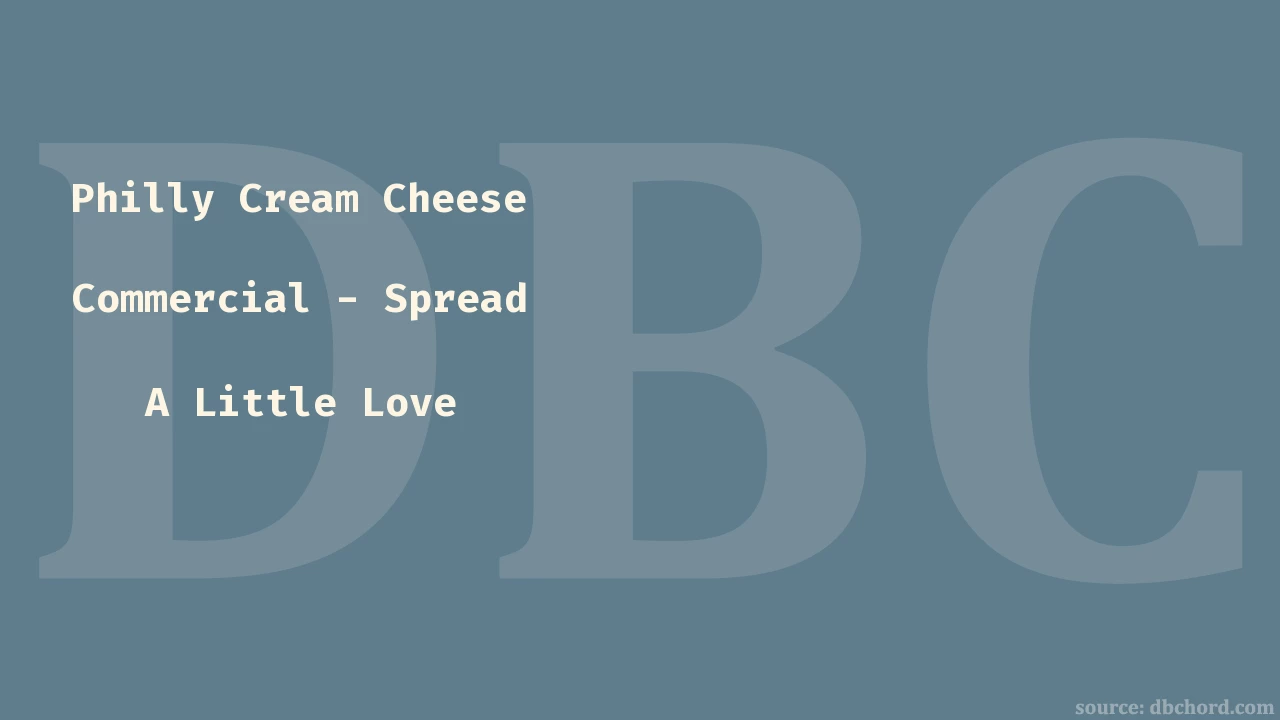 DBC
Philly Cream Cheese
Commercial - Spread
A Little Love
source: dbchord.com